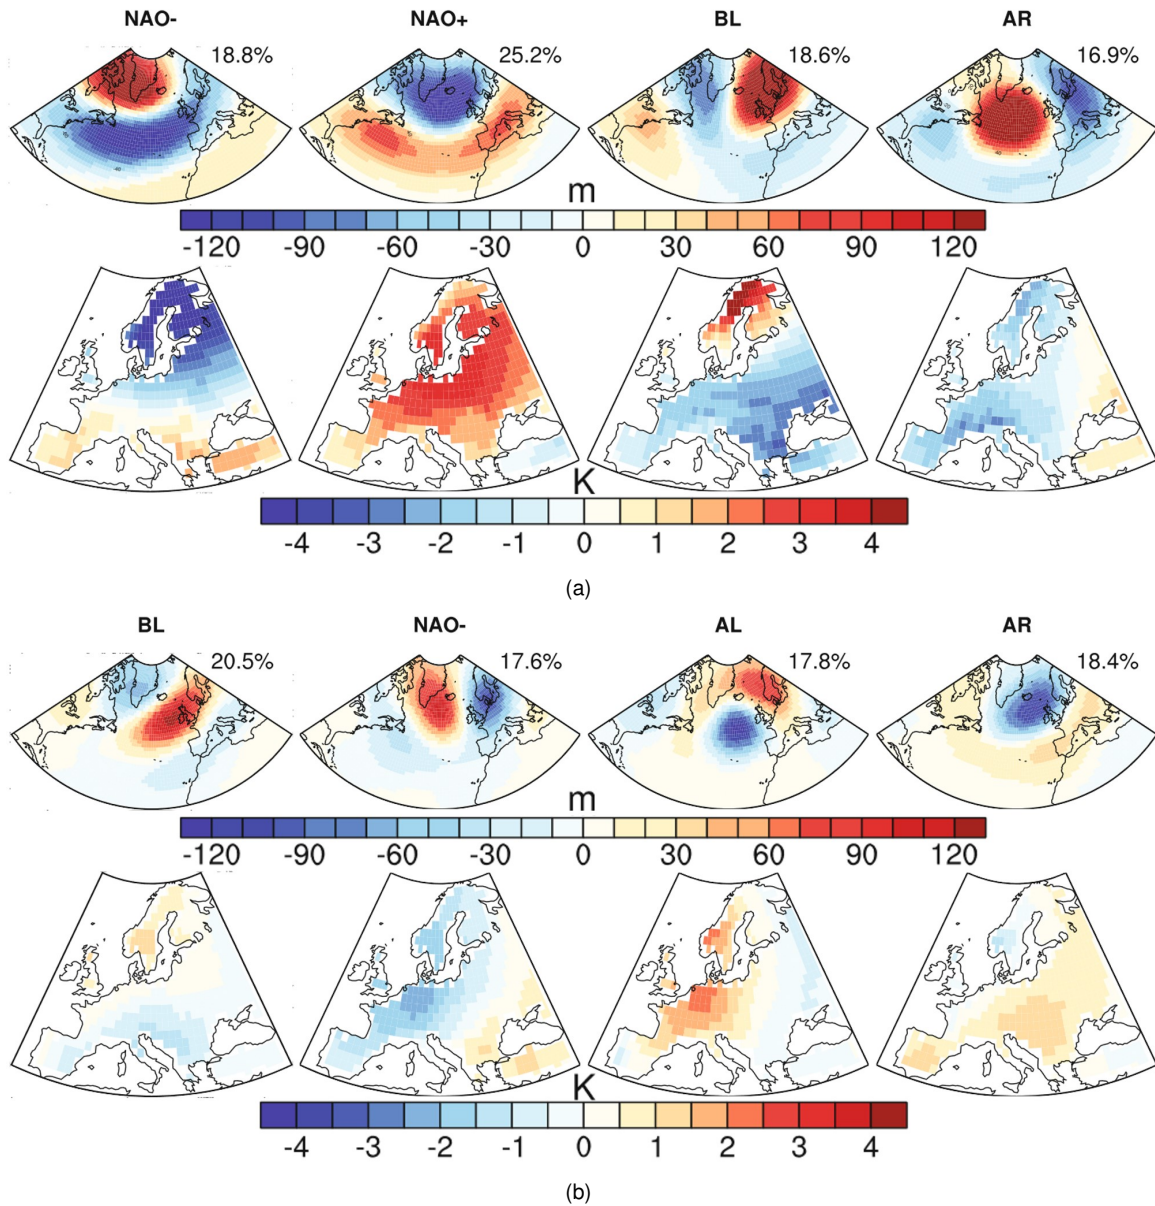 NAO- NAO+ BL AR
18.8% 25.2% 18.6% 16.9%
m
-120 -90 -60 -30 0 30 60 90 120
K
-4 -3 -2 -1 0 1 2 3 4
(a)
BL NAO- AL AR
20.5% 17.6% 17.8% 18.4%
m
-120 -90 -60 -30 0 30 60 90 120
K
-4 -3 -2 -1 0 1 2 3 4
(b)